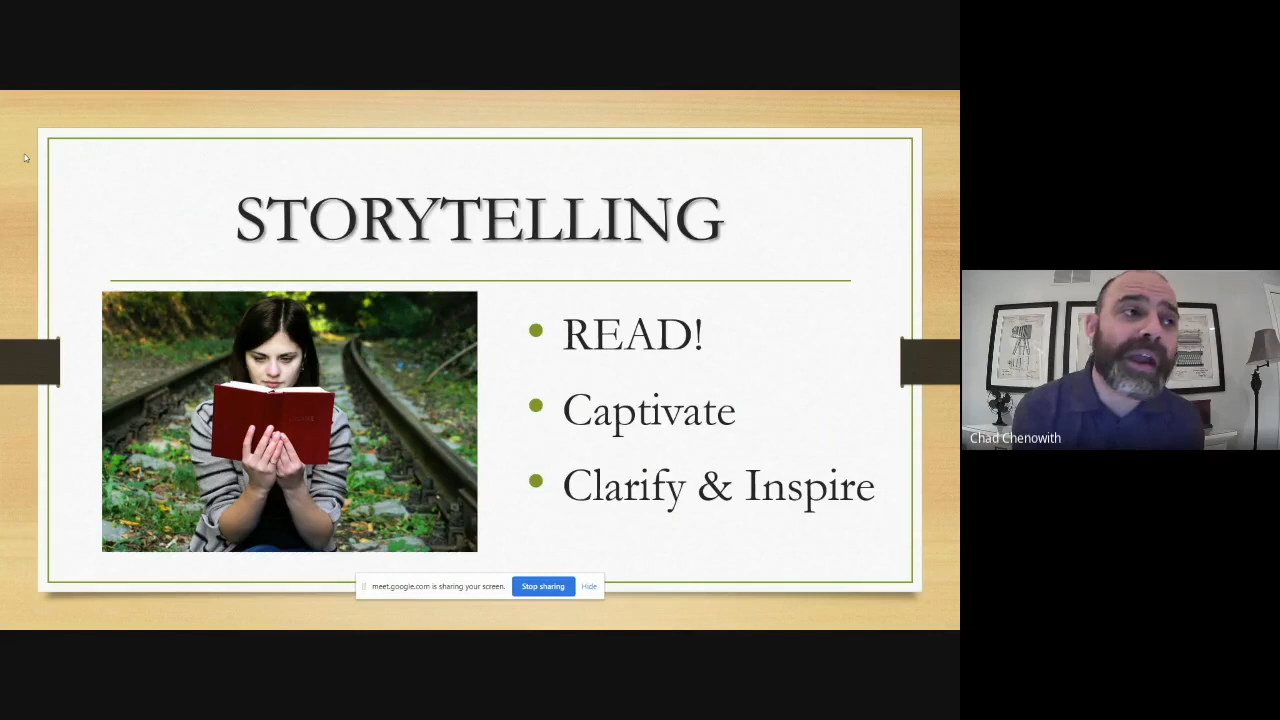 STORYTELLING
READ!
Captivate
Clarify & Inspire
meet.google.com is sharing your screen.
Stop sharing
Hide
Chad Chenowith